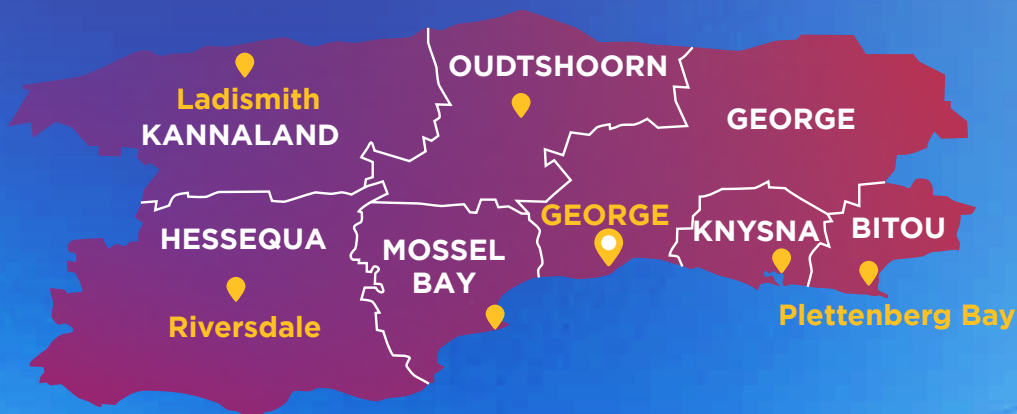 OUDTSHOORN
Ladismith
KANNALAND
GEORGE
GEORGE
KNYSNA
BITOU
HESSEQUA
MOSSEL
BAY
Riversdale
Plettenberg Bay